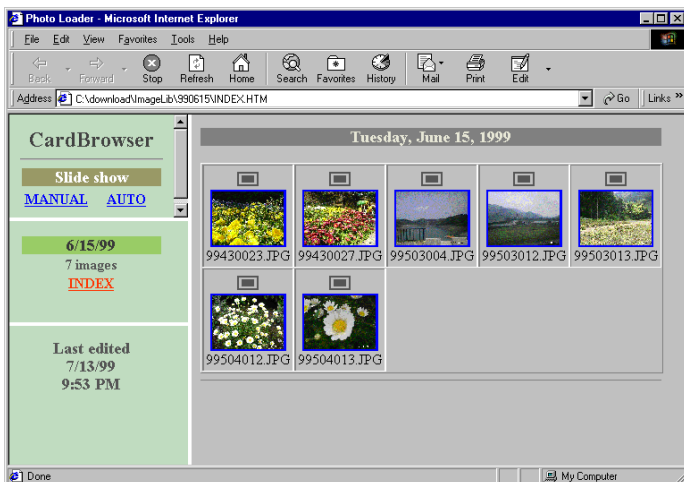 Photo Loader - Microsoft Internet Explorer
File Edit View Favorites Tools Help
Back Forward Stop Refresh Home Search Favorites History Mail Print Edit
Address C:\download\ImageLib\990615\INDEX.HTM Go Links »
CardBrowser
Slide show
MANUAL AUTO
6/15/99
7 images
INDEX
Last edited
7/13/99
9:53 PM
Tuesday, June 15, 1999
99430023.JPG 99430027.JPG 99503004.JPG 99503012.JPG 99503013.JPG
99504012.JPG 99504013.JPG
Done My Computer